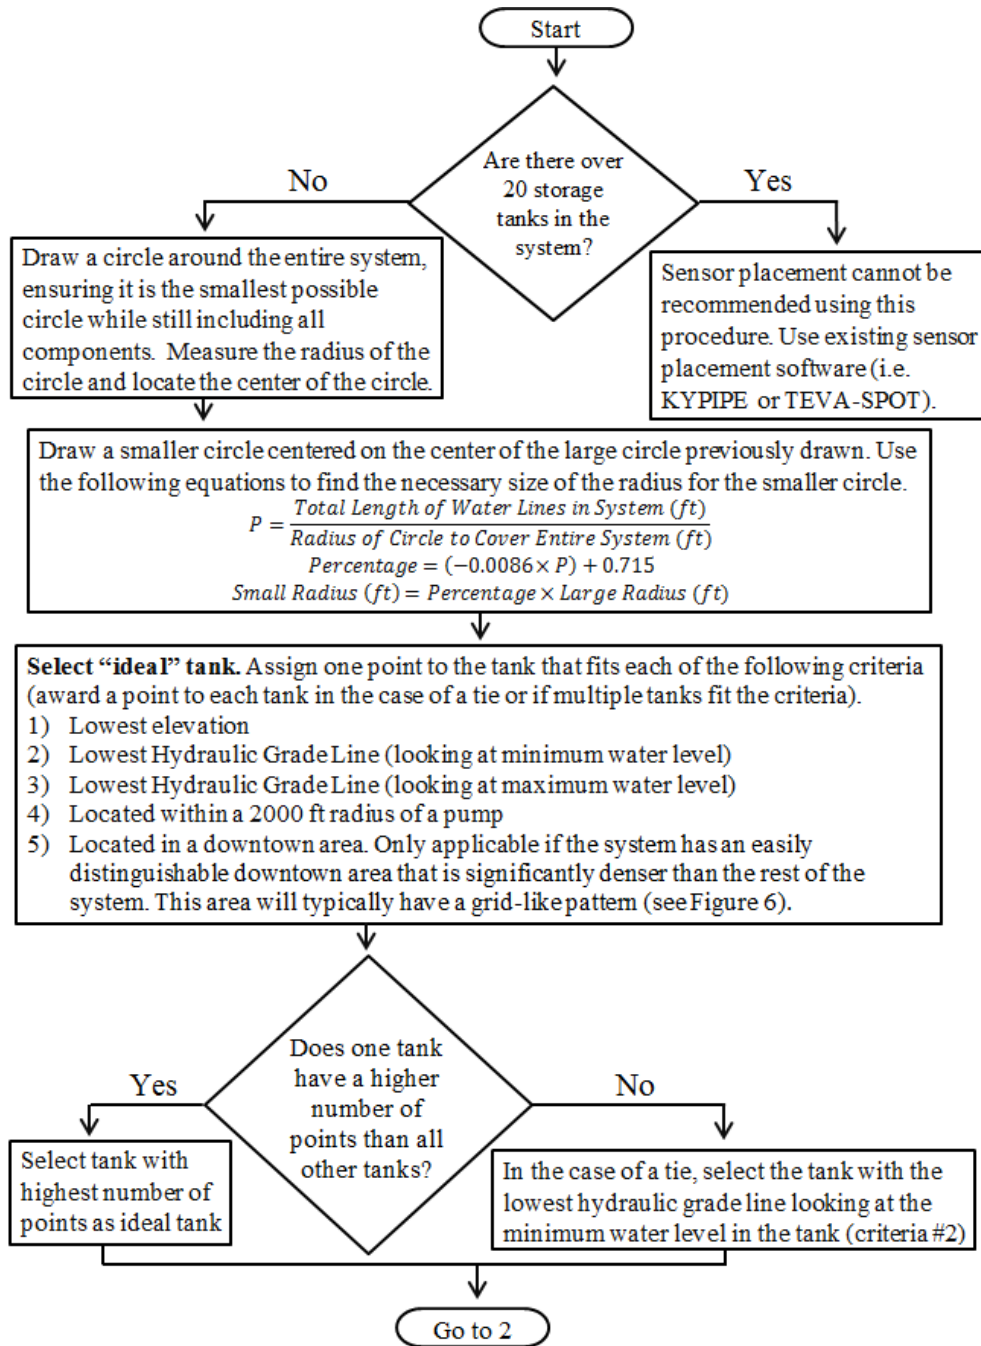 Start
Are there over
20 storage
tanks in the
system?
No
Yes
Draw a circle around the entire system,
ensuring it is the smallest possible
circle while still including all
components. Measure the radius of the
circle and locate the center of the circle.
Sensor placement cannot be
recommended using this
procedure. Use existing sensor
placement software (i.e.
KYPIPE or TEVA-SPOT).
Draw a smaller circle centered on the center of the large circle previously drawn. Use
the following equations to find the necessary size of the radius for the smaller circle.
P = Total Length of Water Lines in System (ft)
Radius of Circle to Cover Entire System (ft)
Percentage = (−0.0086 × P) + 0.715
Small Radius (ft) = Percentage × Large Radius (ft)
Select “ideal” tank. Assign one point to the tank that fits each of the following criteria
(award a point to each tank in the case of a tie or if multiple tanks fit the criteria).
1) Lowest elevation
2) Lowest Hydraulic Grade Line (looking at minimum water level)
3) Lowest Hydraulic Grade Line (looking at maximum water level)
4) Located within a 2000 ft radius of a pump
5) Located in a downtown area. Only applicable if the system has an easily
distinguishable downtown area that is significantly denser than the rest of the
system. This area will typically have a grid-like pattern (see Figure 6).
Does one tank
have a higher
number of
points than all
other tanks?
Yes
No
Select tank with
highest number of
points as ideal tank
In the case of a tie, select the tank with the
lowest hydraulic grade line looking at the
minimum water level in the tank (criteria #2)
Go to 2